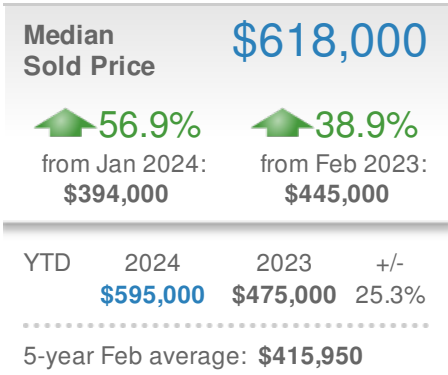 Median $618,000
Sold Price
56.9% 38.9%
from Jan 2024: from Feb 2023:
$394,000 $445,000
YTD 2024 2023 +/-
$595,000 $475,000 25.3%
5-year Feb average: $415,950